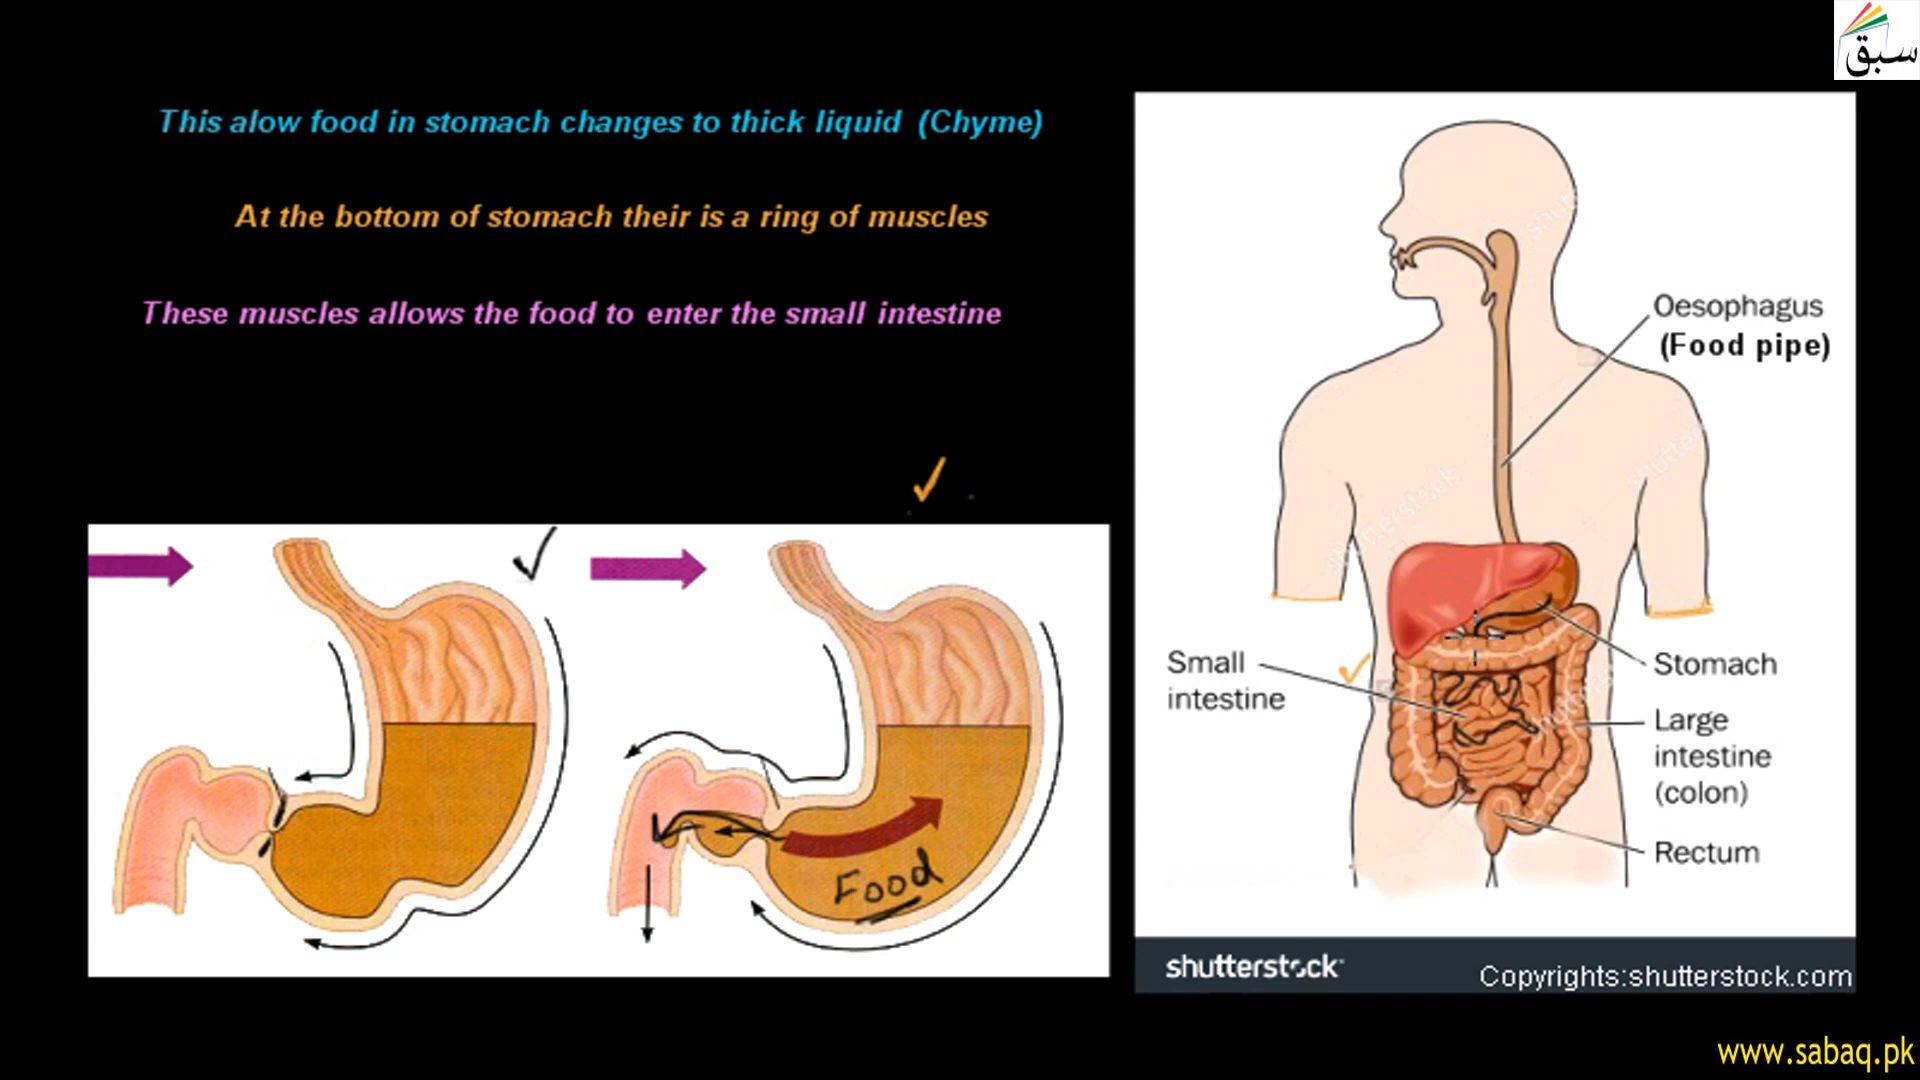 سبق
This alow food in stomach changes to thick liquid (Chyme)
At the bottom of stomach their is a ring of muscles
These muscles allows the food to enter the small intestine
Food
Oesophagus
(Food pipe)
Small
intestine
Stomach
Large
intestine
(colon)
Rectum
shutterstock
shutterstock
shutterstock
Copyrights:shutterstock.com
www.sabaq.pk